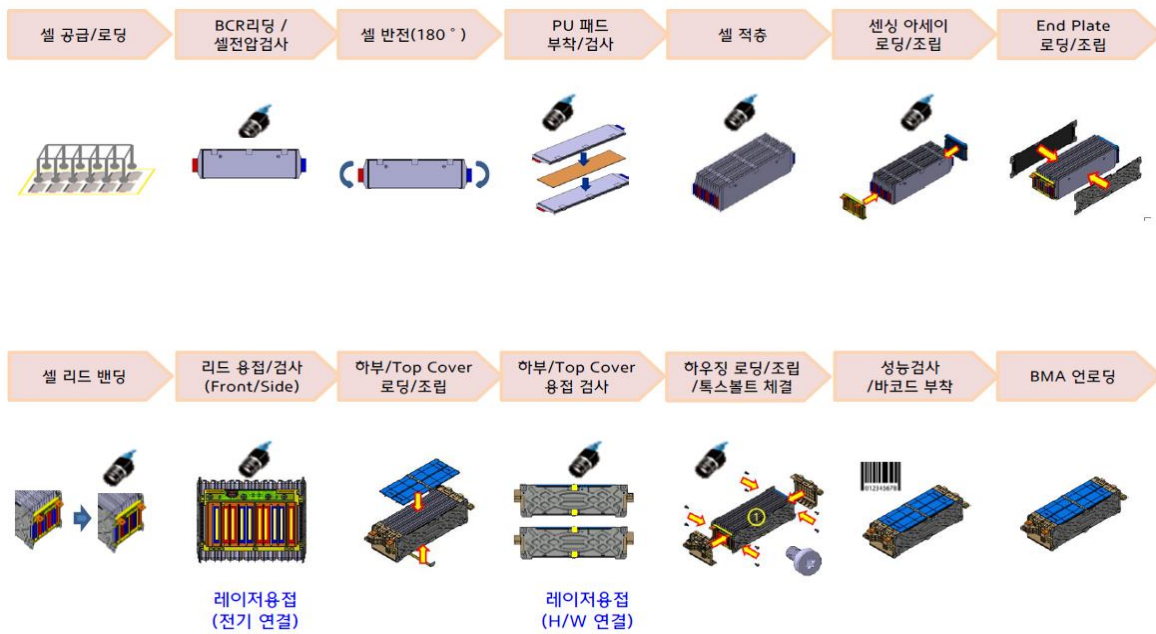 셀 공급/로딩
BCR리딩 /
셀전압검사
셀 반전(180 ˚ )
PU 패드
부착/검사
셀 적층
센싱 아세이
로딩/조립
End Plate
로딩/조립
셀 리드 밴딩
리드 용접/검사
(Front/Side)
하부/Top Cover
로딩/조립
하부/Top Cover
용접 검사
하우징 로딩/조립
/톡스볼트 체결
성능검사
/바코드 부착
BMA 언로딩
①
레이저용접
(전기 연결)
레이저용접
(H/W 연결)